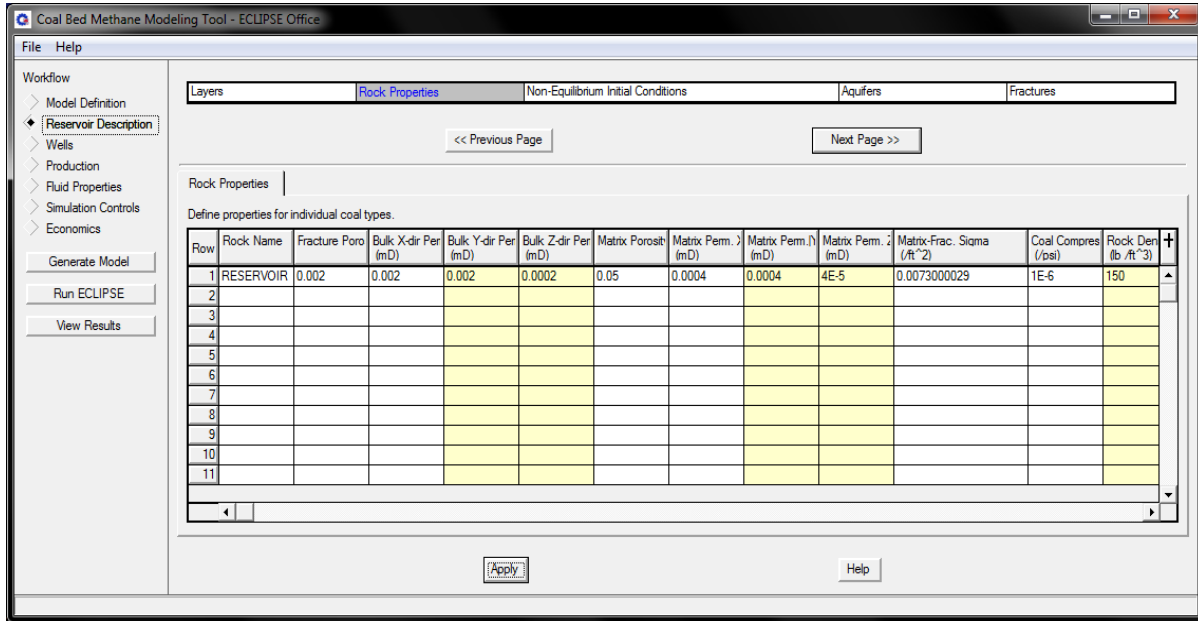 Coal Bed Methane Modeling Tool - ECLIPSE Office
File Help
Workflow
Model Definition
Reservoir Description
Wells
Production
Fluid Properties
Simulation Controls
Economics
Generate Model
Run ECLIPSE
View Results
Layers Rock Properties Non-Equilibrium Initial Conditions Aquifers Fractures
<< Previous Page Next Page >>
Rock Properties
Define properties for individual coal types.
Row Rock Name Fracture Poro Bulk X-dir Per Bulk Y-dir Per Bulk Z-dir Per Matrix Porosit Matrix Perm. Matrix Perm. Matrix Perm. Matrix-Frac. Sigma Coal Compres Rock Den
(mD) (mD) (mD) (mD) (mD) (mD) (/ft^2) (/psi) (lb /ft^3)
1 RESERVOIR 0.002 0.002 0.002 0.0002 0.05 0.0004 0.0004 4E-5 0.0073000029 1E-6 150
2
3
4
5
6
7
8
9
10
11
Apply Help